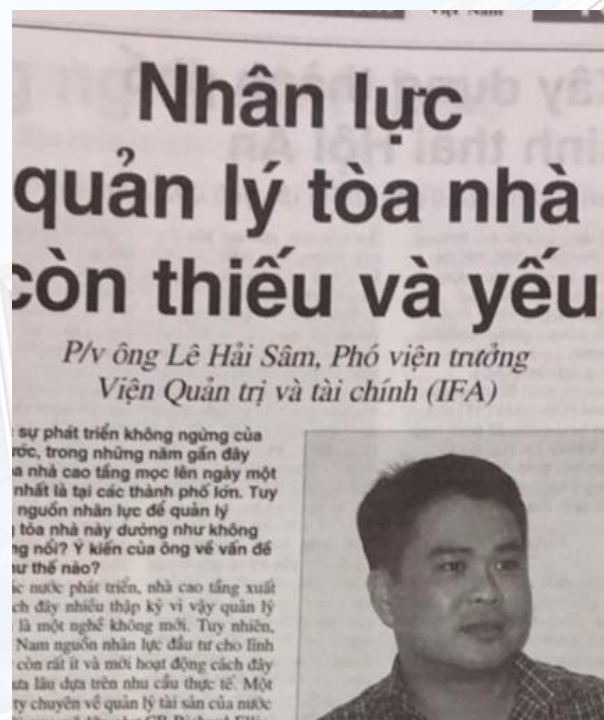 Việt Nam
Nhân lực
quản lý tòa nhà
còn thiếu và yếu
P/v ông Lê Hải Sâm, Phó viện trưởng
Viện Quản trị và tài chính (IFA)
sự phát triển không ngừng của
ước, trong những năm gần đây
a nhà cao tầng mọc lên ngày một
nhất là tại các thành phố lớn. Tuy
nguồn nhân lực để quản lý
tòa nhà này dường như không
ng nổi? Ý kiến của ông về vấn đề
ư thế nào?
c nước phát triển, nhà cao tầng xuất
ch đây nhiều thập kỷ vì vậy quản lý
là một nghề không mới. Tuy nhiên,
Nam nguồn nhân lực đầu tư cho lĩnh
còn rất ít và mới hoạt động cách đây
ưa lâu dựa trên nhu cầu thực tế. Một
ty chuyên về quản lý tài sản của nước
CB Richard